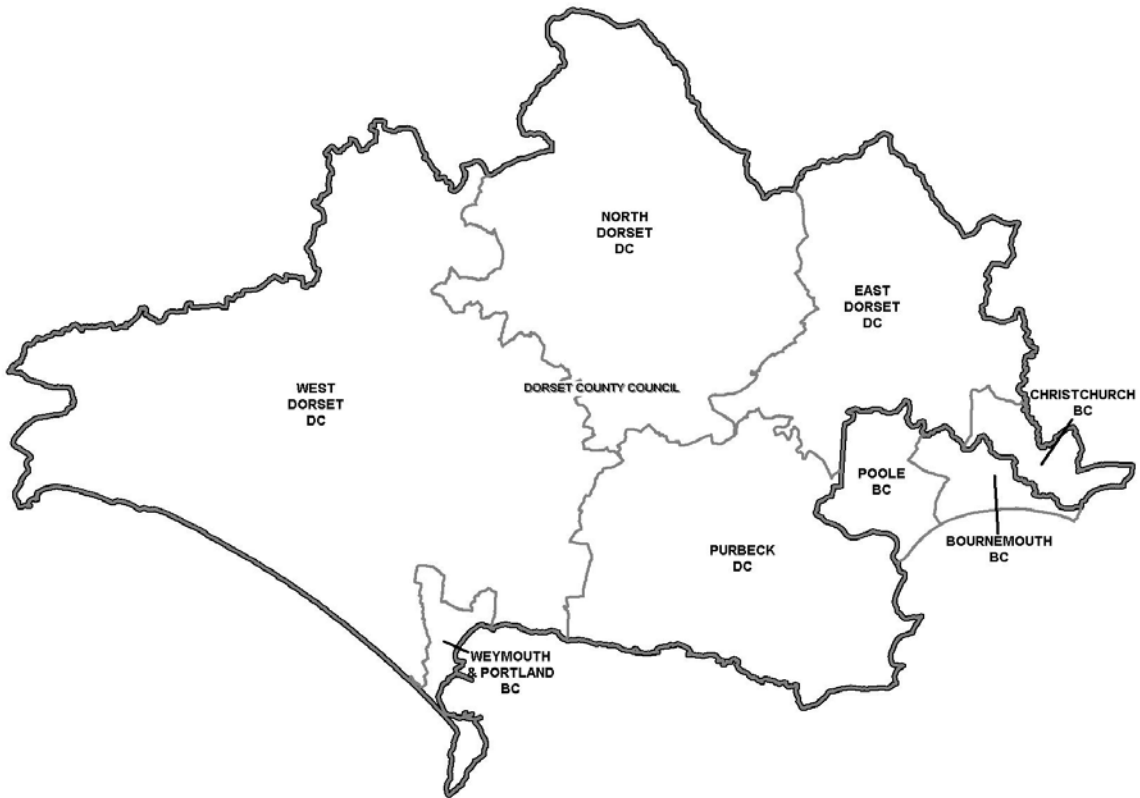 NORTH
DORSET
DC
EAST
DORSET
DC
WEST
DORSET
DC
DORSET COUNTY COUNCIL
CHRISTCHURCH
BC
POOLE
BC
BOURNEMOUTH
BC
PURBECK
DC
WEYMOUTH
& PORTLAND
BC